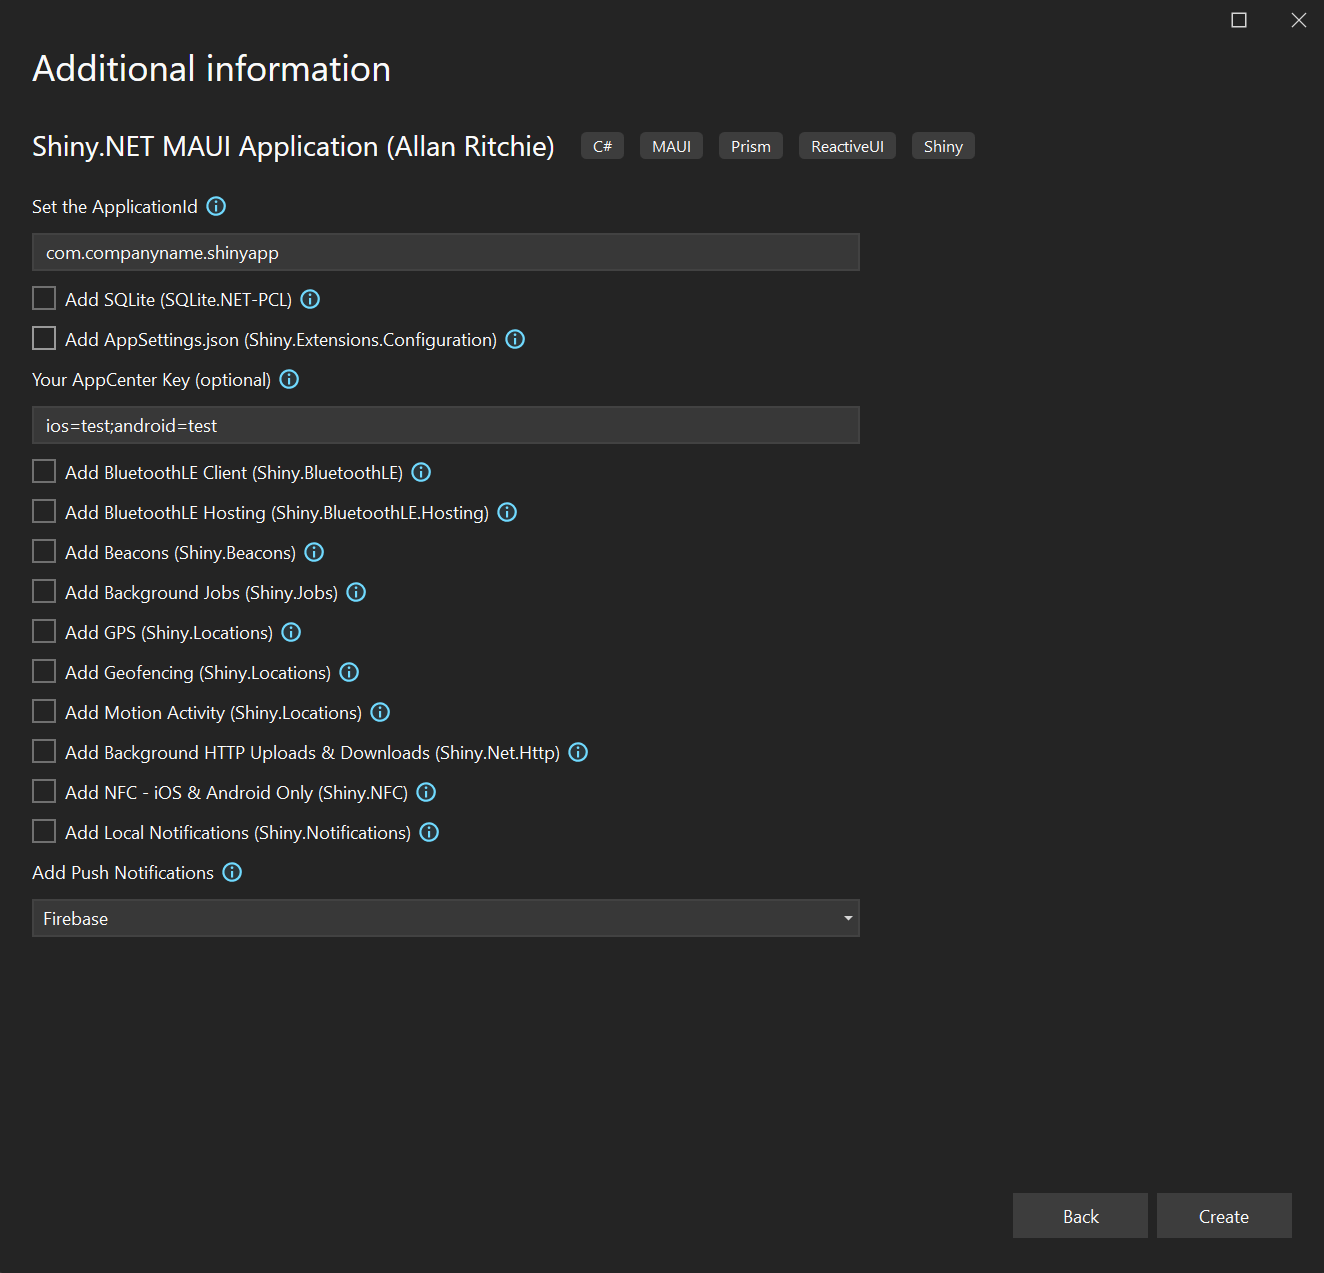 Additional information
Shiny.NET MAUI Application (Allan Ritchie) C# MAUI Prism ReactiveUI Shiny
Set the ApplicationId
com.companyname.shinyapp
Add SQLite (SQLite.NET-PCL)
Add AppSettings.json (Shiny.Extensions.Configuration)
Your AppCenter Key (optional)
ios=test;android=test
Add BluetoothLE Client (Shiny.BluetoothLE)
Add BluetoothLE Hosting (Shiny.BluetoothLE.Hosting)
Add Beacons (Shiny.Beacons)
Add Background Jobs (Shiny.Jobs)
Add GPS (Shiny.Locations)
Add Geofencing (Shiny.Locations)
Add Motion Activity (Shiny.Locations)
Add Background HTTP Uploads & Downloads (Shiny.Net.Http)
Add NFC - iOS & Android Only (Shiny.NFC)
Add Local Notifications (Shiny.Notifications)
Add Push Notifications
Firebase
Back Create